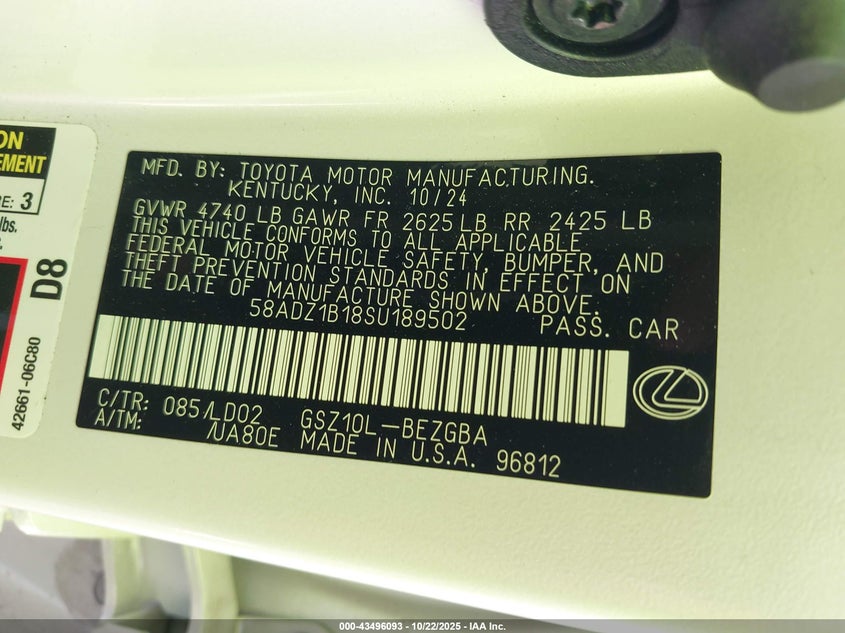 ON
EMENT
RE: 3
lbs.
D8
42661-06C80
MFD. BY: TOYOTA MOTOR MANUFACTURING.
KENTUCKY, INC. 10/24
GVWR 4740 LB GAWR FR 2625 LB RR 2425 LB
THIS VEHICLE CONFORMS TO ALL APPLICABLE
FEDERAL MOTOR VEHICLE SAFETY, BUMPER, AND
THEFT PREVENTION STANDARDS IN EFFECT ON
THE DATE OF MANUFACTURE SHOWN ABOVE.
58ADZ1B18SU189502 PASS. CAR
C/TR: 085/LD02 GSZ10L-BEZGBA
A/TM: /UA80E MADE IN U.S.A. 96812
000-43496093 - 10/22/2025 - IAA Inc.